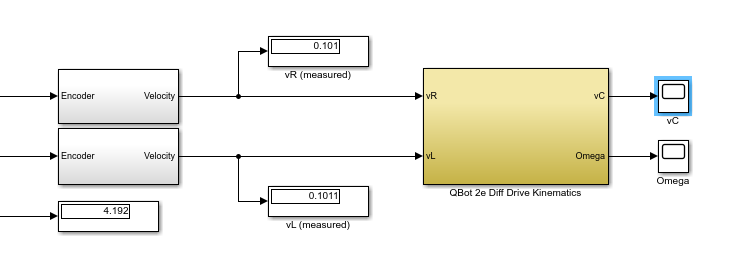 0.101
vR (measured)
Encoder Velocity
vR vC
vC
Encoder Velocity
vL Omega
Omega
QBot 2e Diff Drive Kinematics
0.1011
vL (measured)
4.192